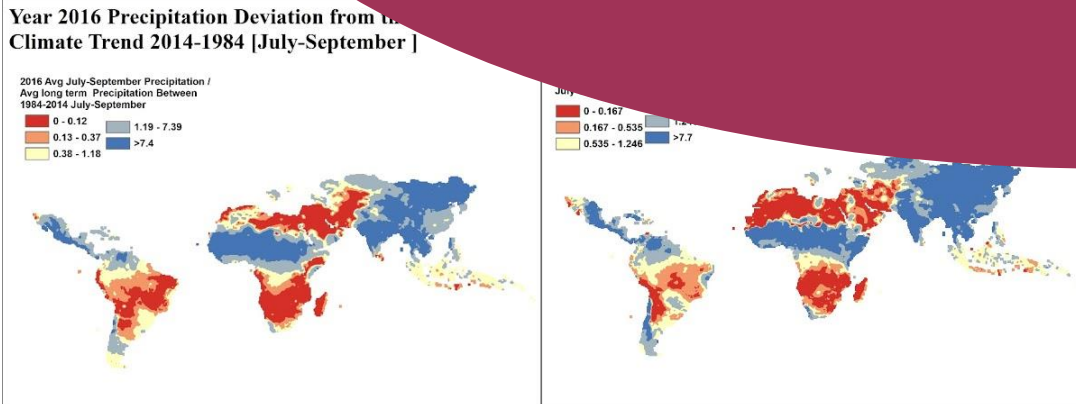 Year 2016 Precipitation Deviation from
Climate Trend 2014-1984 [July-September ]
2016 Avg July-September Precipitation /
Avg long term Precipitation Between
1984-2014 July-September
0 - 0.12
0.13 - 0.37
0.38 - 1.18
1.19 - 7.39
>7.4
0 - 0.167
0.167 - 0.535
0.535 - 1.246
>7.7